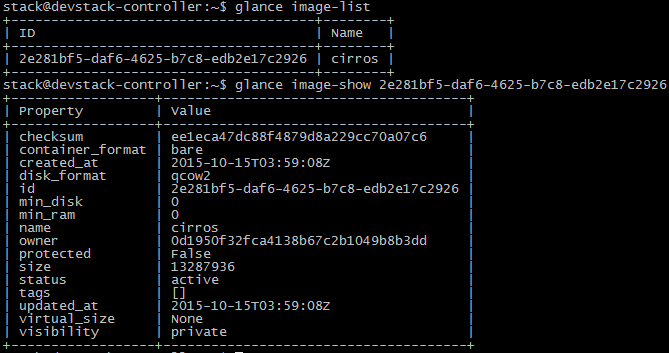 stack@devstack-controller:~$ glance image-list
+--------------------------------------+--------+
| ID                                   | Name   |
+--------------------------------------+--------+
| 2e281bf5-daf6-4625-b7c8-edb2e17c2926 | cirros |
+--------------------------------------+--------+
stack@devstack-controller:~$ glance image-show 2e281bf5-daf6-4625-b7c8-edb2e17c2926
+------------------+--------------------------------------+
| Property         | Value                                |
+------------------+--------------------------------------+
| checksum         | ee1eca47dc88f4879d8a229cc70a07c6     |
| container_format | bare                                 |
| created_at       | 2015-10-15T03:59:08Z                 |
| disk_format      | qcow2                                |
| id               | 2e281bf5-daf6-4625-b7c8-edb2e17c2926 |
| min_disk         | 0                                    |
| min_ram          | 0                                    |
| name             | cirros                               |
| owner            | 0d1950f32fca4138b67c2b1049b8b3dd     |
| protected        | False                                |
| size             | 13287936                             |
| status           | active                               |
| tags             | []                                   |
| updated_at       | 2015-10-15T03:59:08Z                 |
| virtual_size     | None                                 |
| visibility       | private                              |
+------------------+--------------------------------------+